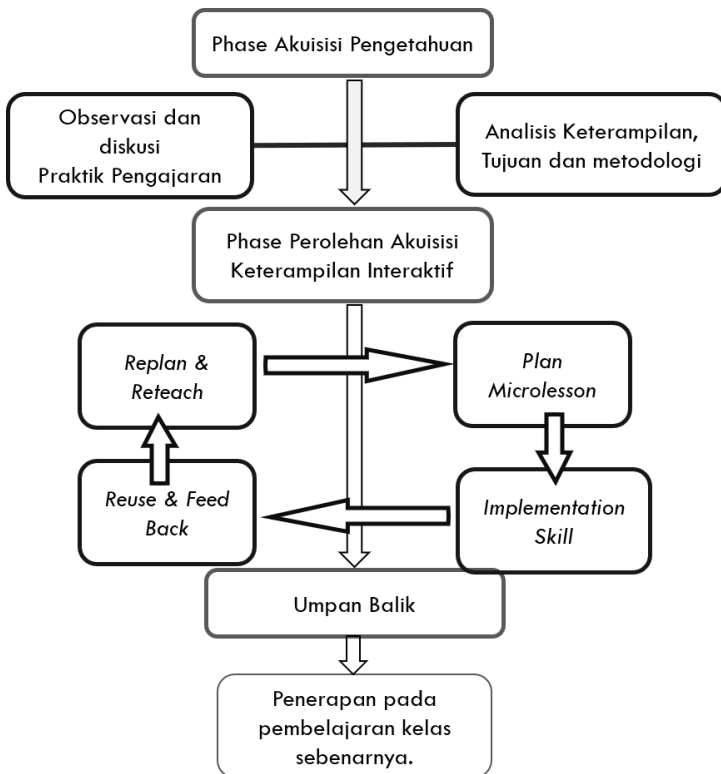 Phase Akuisisi Pengetahuan
Observasi dan
diskusi
Praktik Pengajaran
Analisis Keterampilan,
Tujuan dan metodologi
Phase Perolehan Akuisisi
Keterampilan Interaktif
Replan &
Reteach
Plan
Microlesson
Reuse & Feed
Back
Implementation
Skill
Umpan Balik
Penerapan pada
pembelajaran kelas
sebenarnya.